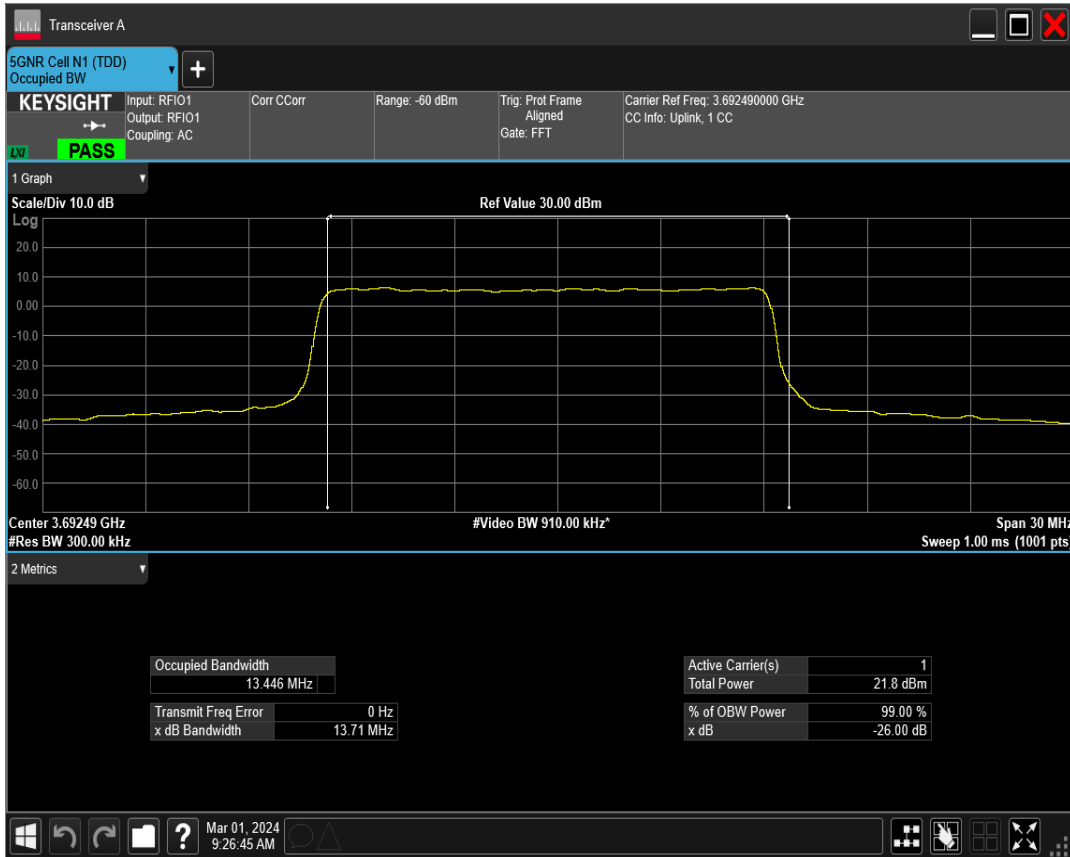 Transceiver A
5GNR Cell N1 (TDD)
Occupied BW
+
KEYSIGHT
LXI
PASS
Input: RFIO1
Output: RFIO1
Coupling: AC
Corr CCorr
Range: -60 dBm
Trig: Prot Frame
Aligned
Gate: FFT
Carrier Ref Freq: 3.692490000 GHz
CC Info: Uplink, 1 CC
1 Graph
Scale/Div 10.0 dB
Ref Value 30.00 dBm
Log
20.0
10.0
0.00
-10.0
-20.0
-30.0
-40.0
-50.0
-60.0
Center 3.69249 GHz
#Video BW 910.00 kHz*
Span 30 MHz
#Res BW 300.00 kHz
Sweep 1.00 ms (1001 pts)
2 Metrics
Occupied Bandwidth
13.446 MHz
Transmit Freq Error 0 Hz
x dB Bandwidth 13.71 MHz
Active Carrier(s) 1
Total Power 21.8 dBm
% of OBW Power 99.00 %
x dB -26.00 dB
?
Mar 01, 2024
9:26:45 AM